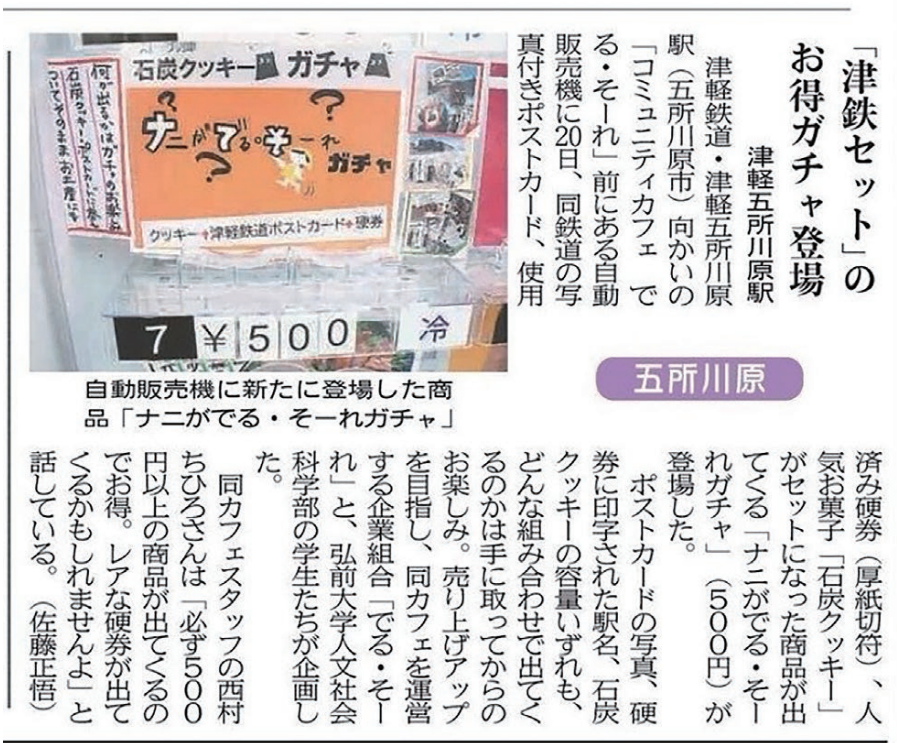 「津鉄セット」の
お得ガチャ登場
津軽五所川原駅
津軽鉄道・津軽五所川原
駅（五所川原市）向かいの
「コミュニティカフェ　で
る・そーれ」前にある自動
販売機に20日、同鉄道の写
真付きポストカード、使用
済み硬券（厚紙切符）、人
気お菓子「石炭クッキー」
がセットになった商品が出
てくる「ナニがでる・そー
れガチャ」（５００円）が
登場した。
ポストカードの写真、硬
券に印字された駅名、石炭
クッキーの容量いずれも、
どんな組み合わせで出てく
るのかは手に取ってからの
お楽しみ。売り上げアップ
を目指し、同カフェを運営
する企業組合「でる・そー
れ」と、弘前大学人文社会
科学部の学生たちが企画し
た。
同カフェスタッフの西村
ちひろさんは「必ず５００
円以上の商品が出てくるの
でお得。レアな硬券が出て
くるかもしれませんよ」と
話している。（佐藤正悟）
五所川原
石炭クッキー ガチャ
? ?
ナニがでる・そーれ
?
ガチャ
クッキー+津軽鉄道ポストカード+硬券
何が出るかはガチャのお楽しみ
7 ¥500 冷
自動販売機に新たに登場した商
品「ナニがでる・そーれガチャ」